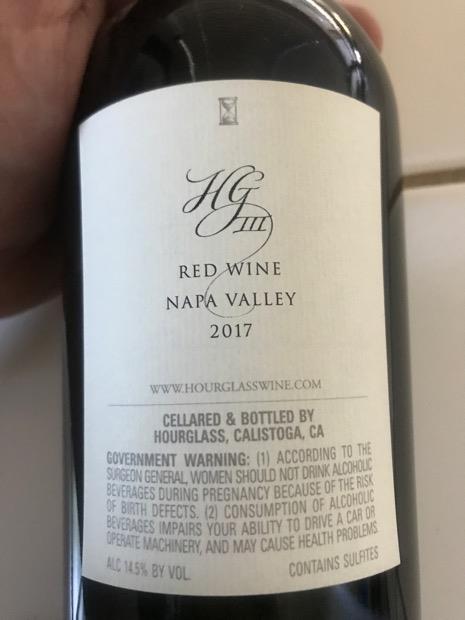 HG
III
RED WINE
NAPA VALLEY
2017
WWW.HOURGLASSWINE.COM
CELLARED & BOTTLED BY
HOURGLASS, CALISTOGA, CA
GOVERNMENT WARNING: (1) ACCORDING TO THE
SURGEON GENERAL, WOMEN SHOULD NOT DRINK ALCOHOLIC
BEVERAGES DURING PREGNANCY BECAUSE OF THE RISK
OF BIRTH DEFECTS. (2) CONSUMPTION OF ALCOHOLIC
BEVERAGES IMPAIRS YOUR ABILITY TO DRIVE A CAR OR
OPERATE MACHINERY, AND MAY CAUSE HEALTH PROBLEMS.
ALC 14.5% BY VOL. CONTAINS SULFITES